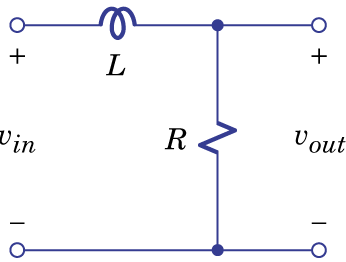 + +
L
v_in R v_out
− −